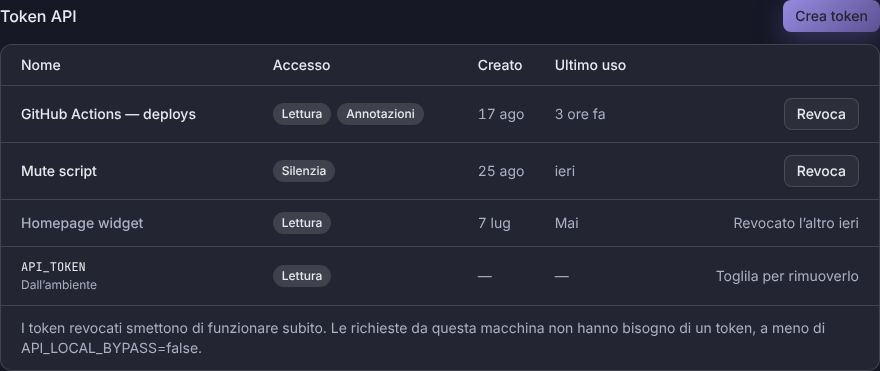 Token API
Crea token
Nome Accesso Creato Ultimo uso
GitHub Actions — deploys Lettura Annotazioni 17 ago 3 ore fa Revoca
Mute script Silenzia 25 ago ieri Revoca
Homepage widget Lettura 7 lug Mai Revocato l’altro ieri
API_TOKEN
Dall’ambiente
Lettura — — Toglila per rimuoverlo
I token revocati smettono di funzionare subito. Le richieste da questa macchina non hanno bisogno di un token, a meno di
API_LOCAL_BYPASS=false.